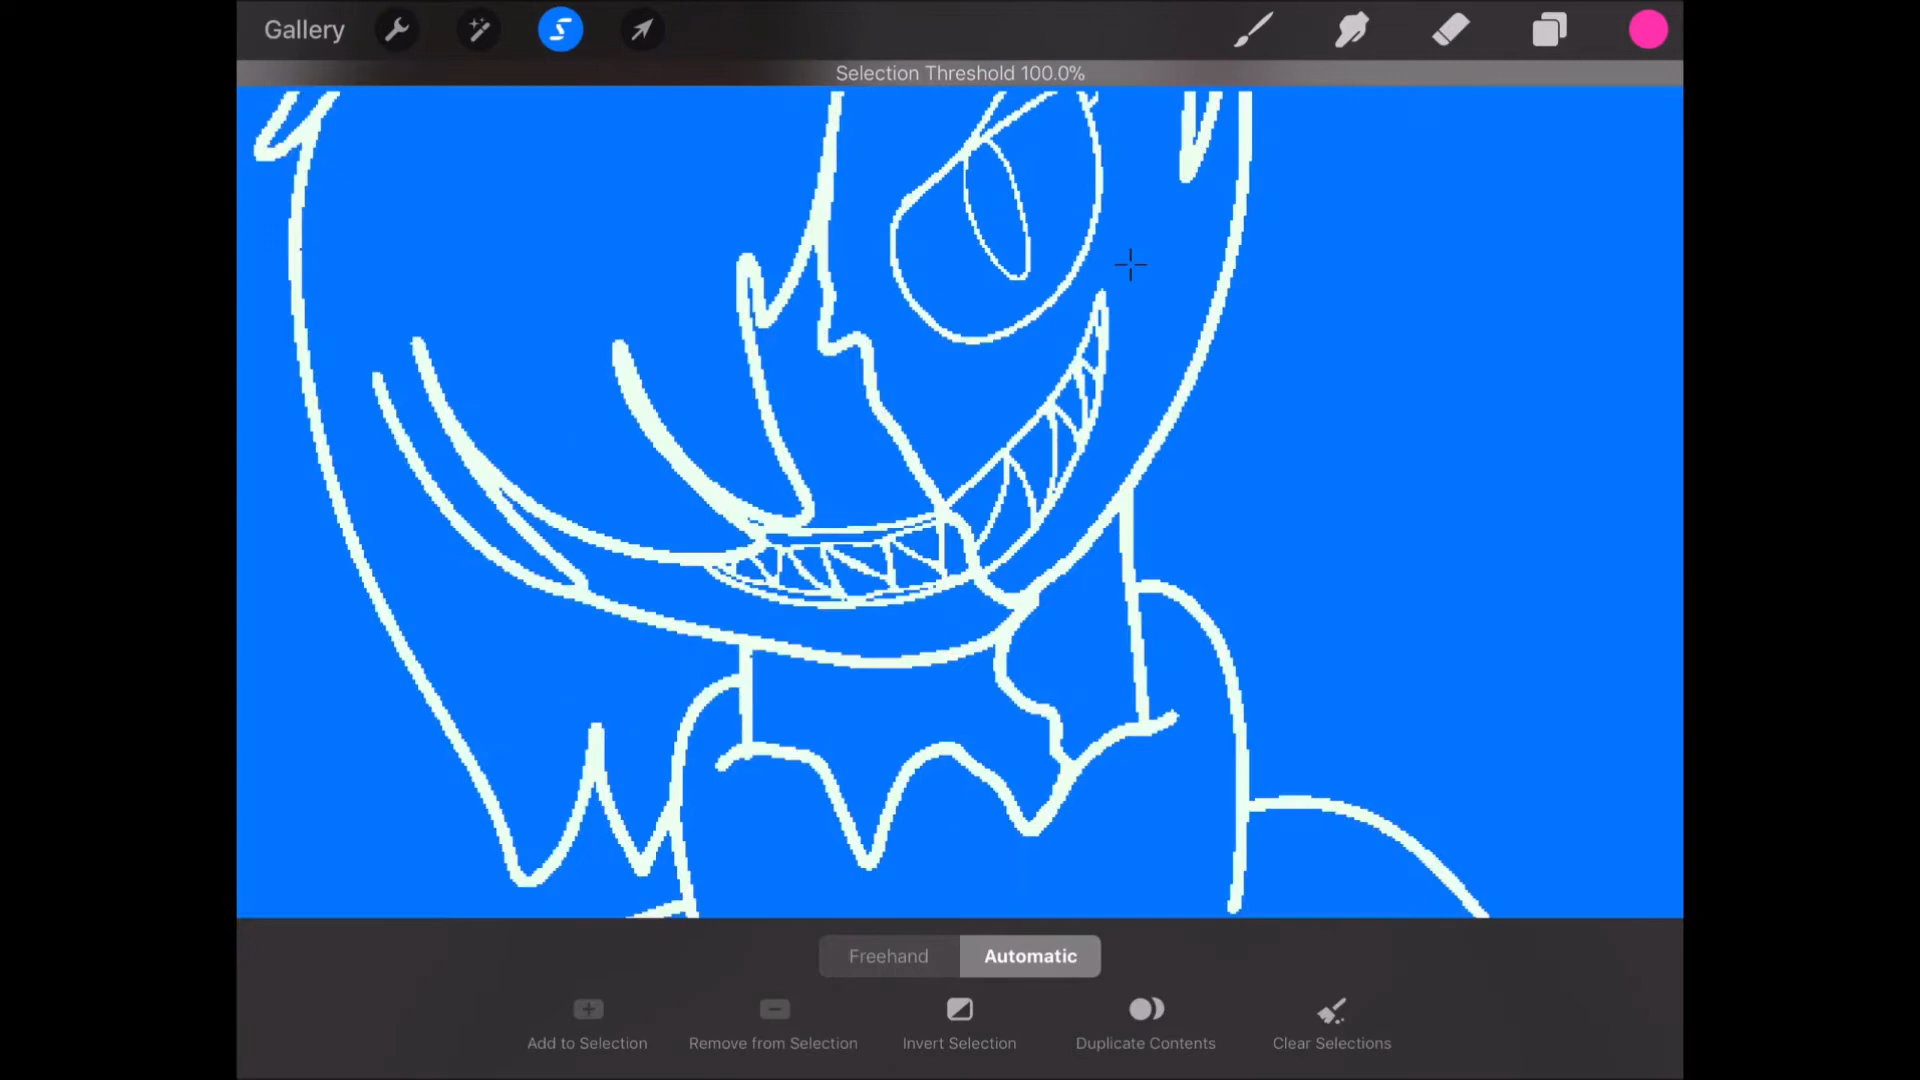 Gallery
Selection Threshold 100.0%
Freehand Automatic
Add to Selection Remove from Selection Invert Selection Duplicate Contents Clear Selections